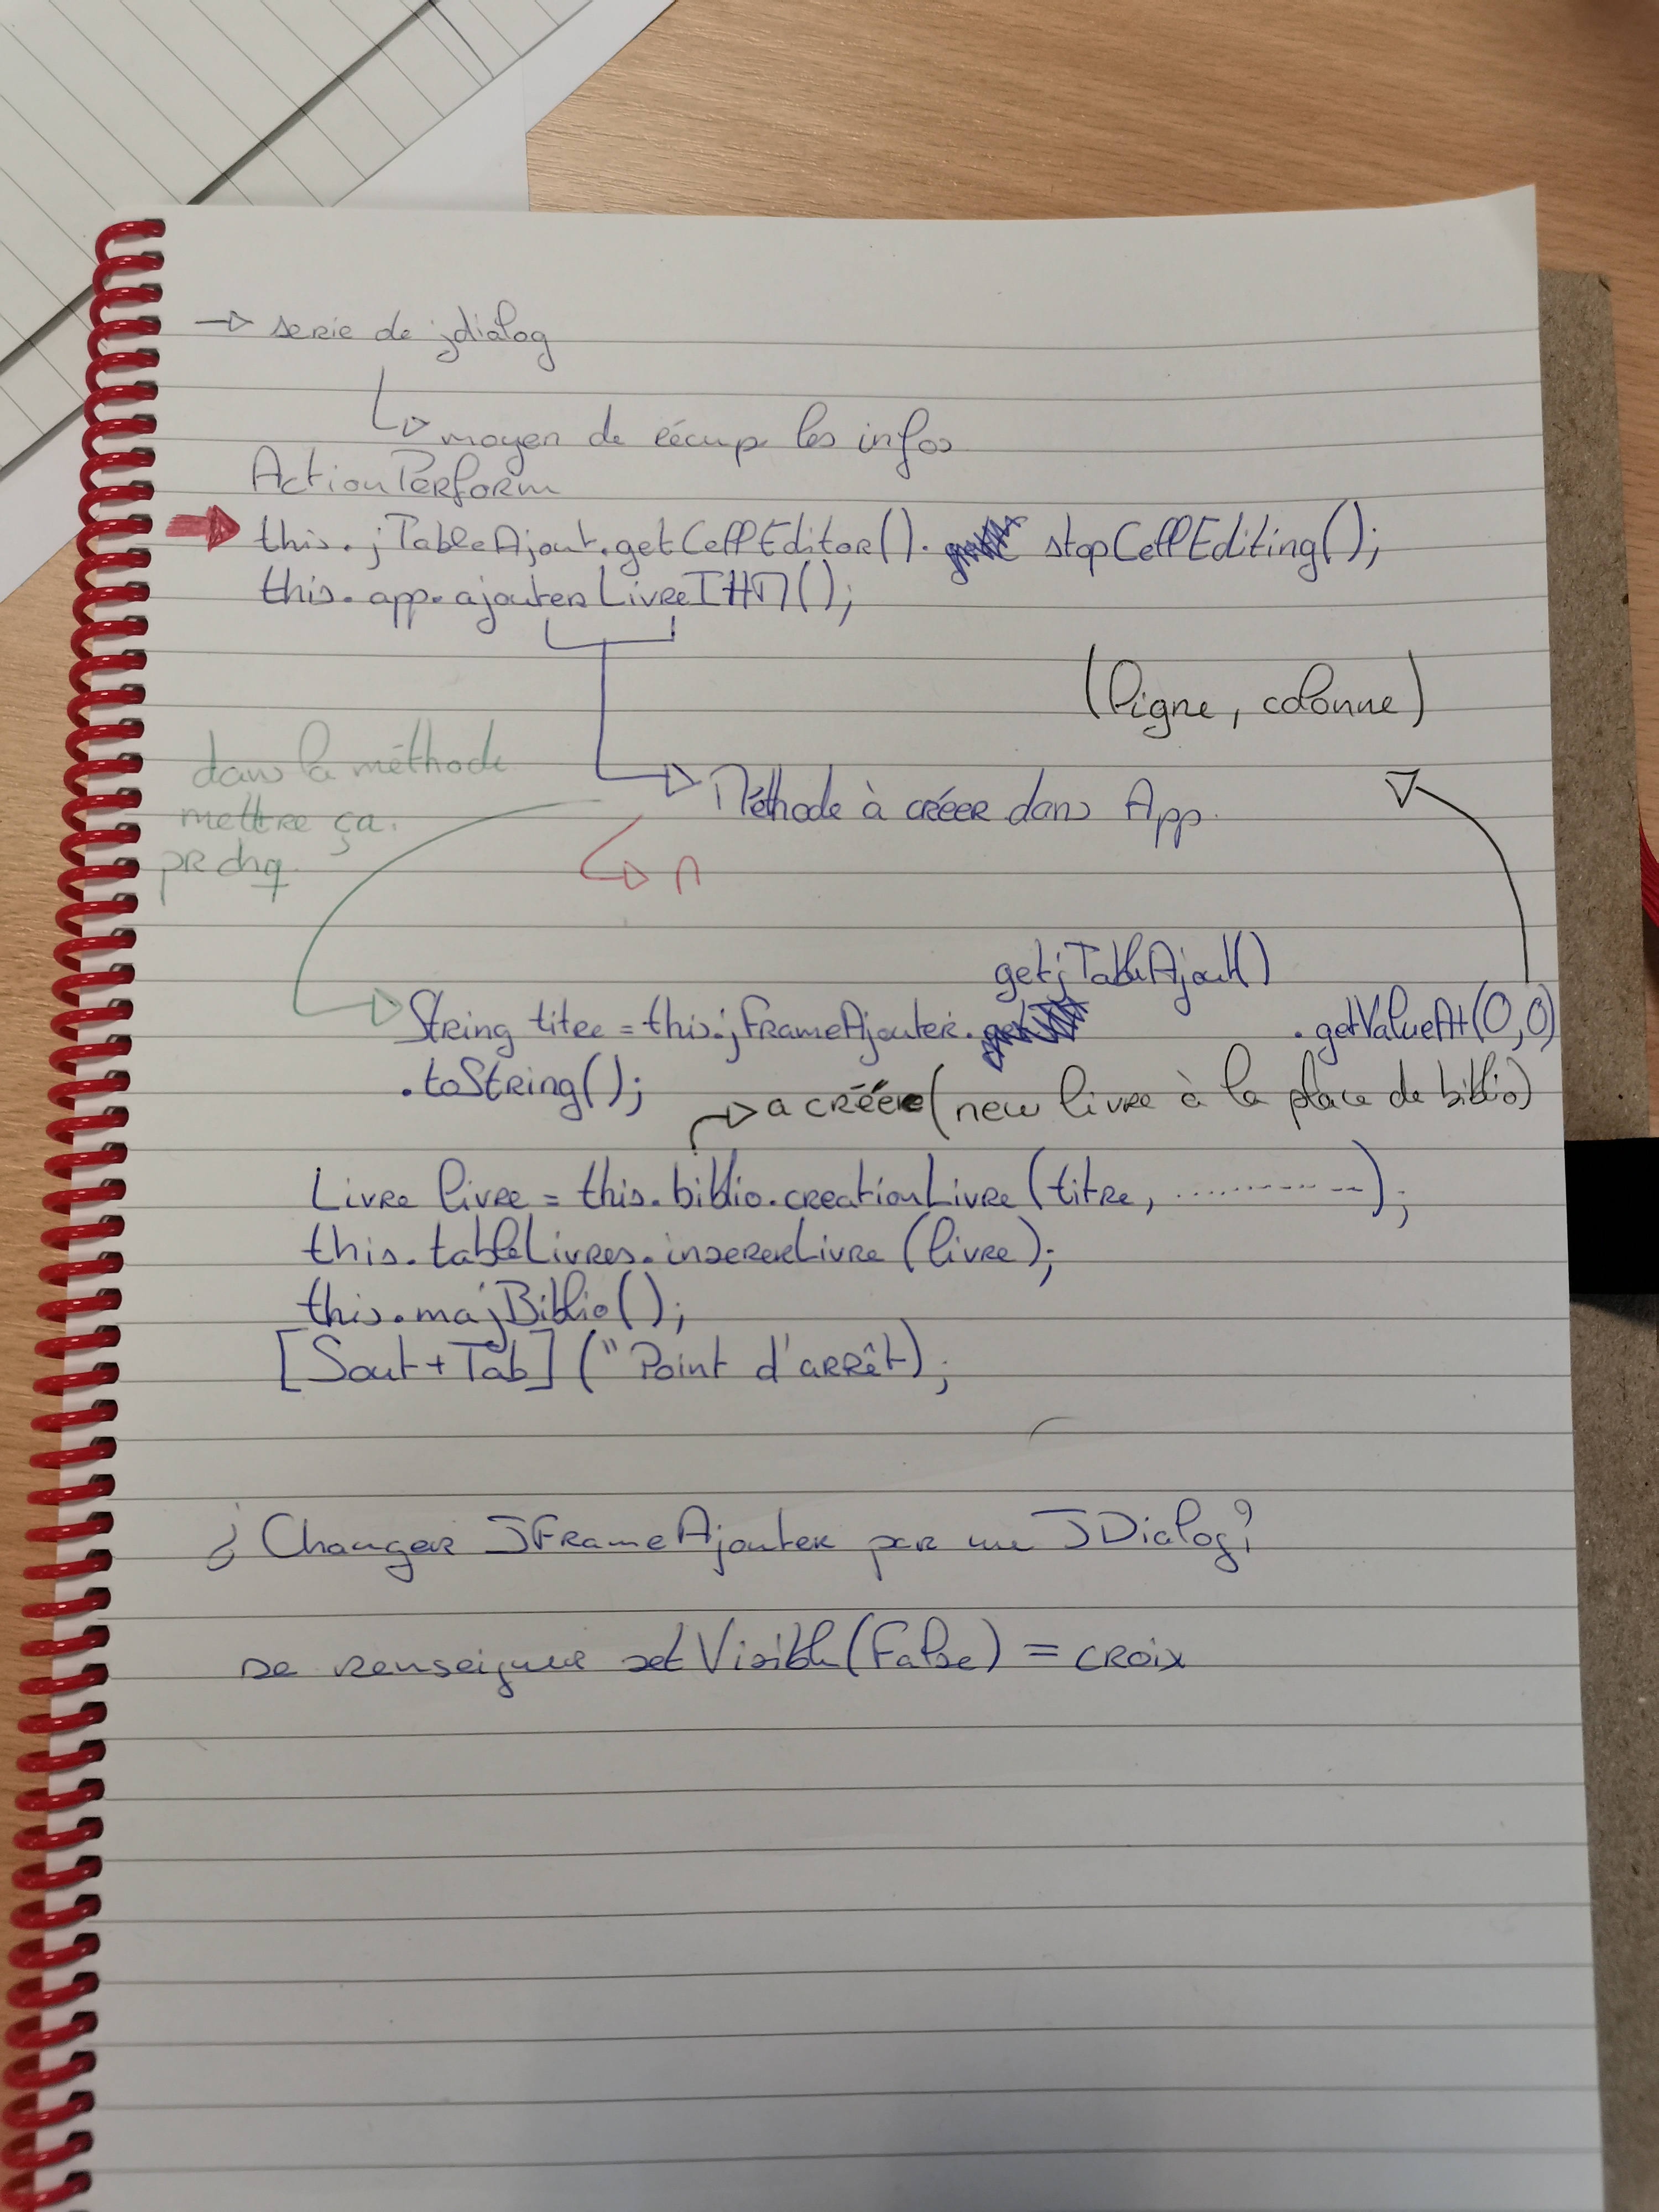 → serie de jdialog
↳ moyen de récup les infos
ActionPerform
this.jTableAjout.getCellEditor(). stopCellEditing();
this.app.ajouterLivreIHM();
(ligne, colonne)
dans la méthode
mettre ça.
pr chq
Méthode à créer dans App.
getjTableAjout()
String titre = this.jFrameAjouter. .getValueAt(0,0)
.toString();
→ a créér (new livre à la place de biblio)
Livre livre = this.biblio.creationLivre(titre, ..............);
this.tableLivres.insererLivre(livre);
this.majBiblio();
[Sout+Tab]("Point d'arrêt);
¿ Changer JFrameAjouter par une JDialog?
se renseigner setVisible(False) = croix